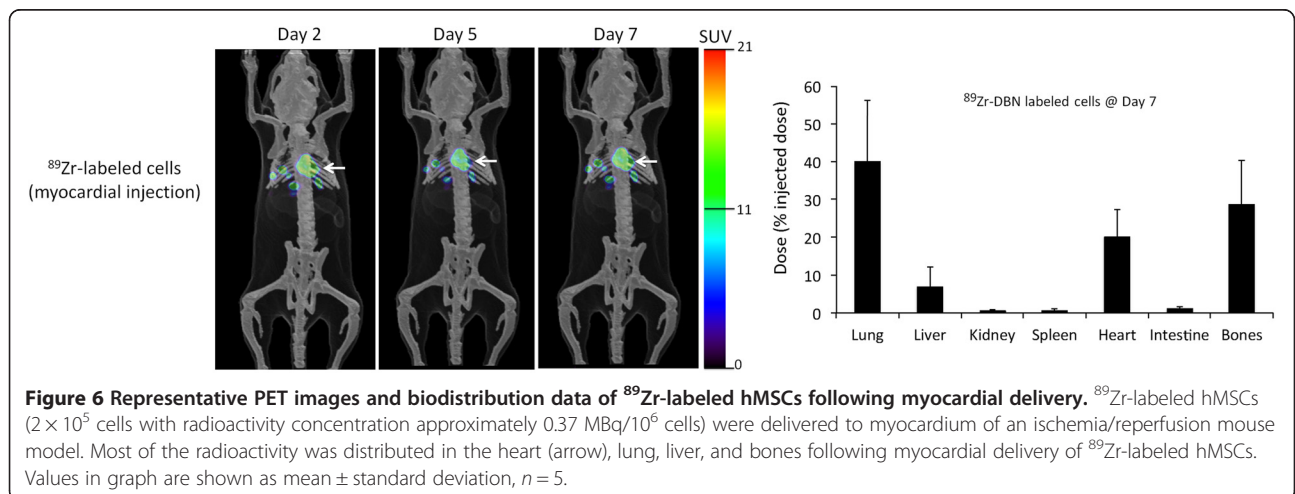 Day 2 Day 5 Day 7 SUV
21
11
0
⁸⁹Zr-labeled cells
(myocardial injection)
⁸⁹Zr-DBN labeled cells @ Day 7
Dose (% injected dose)
60
50
40
30
20
10
0
Lung Liver Kidney Spleen Heart Intestine Bones
Figure 6 Representative PET images and biodistribution data of ⁸⁹Zr-labeled hMSCs following myocardial delivery. ⁸⁹Zr-labeled hMSCs
(2 × 10⁵ cells with radioactivity concentration approximately 0.37 MBq/10⁶ cells) were delivered to myocardium of an ischemia/reperfusion mouse
model. Most of the radioactivity was distributed in the heart (arrow), lung, liver, and bones following myocardial delivery of ⁸⁹Zr-labeled hMSCs.
Values in graph are shown as mean ± standard deviation, n = 5.